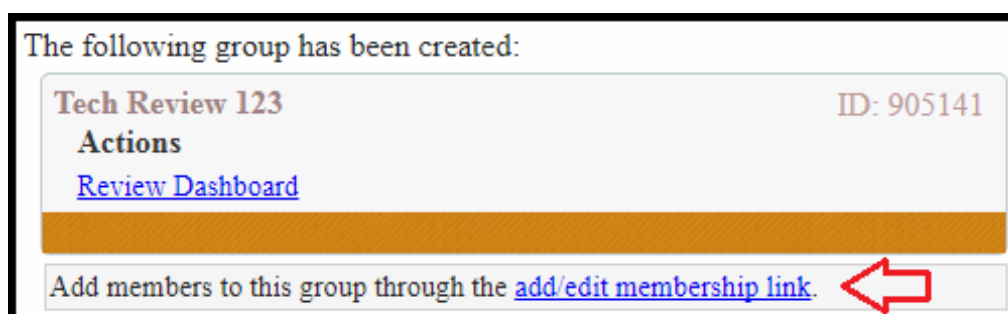 The following group has been created:
Tech Review 123 ID: 905141
Actions
Review Dashboard
Add members to this group through the add/edit membership link.